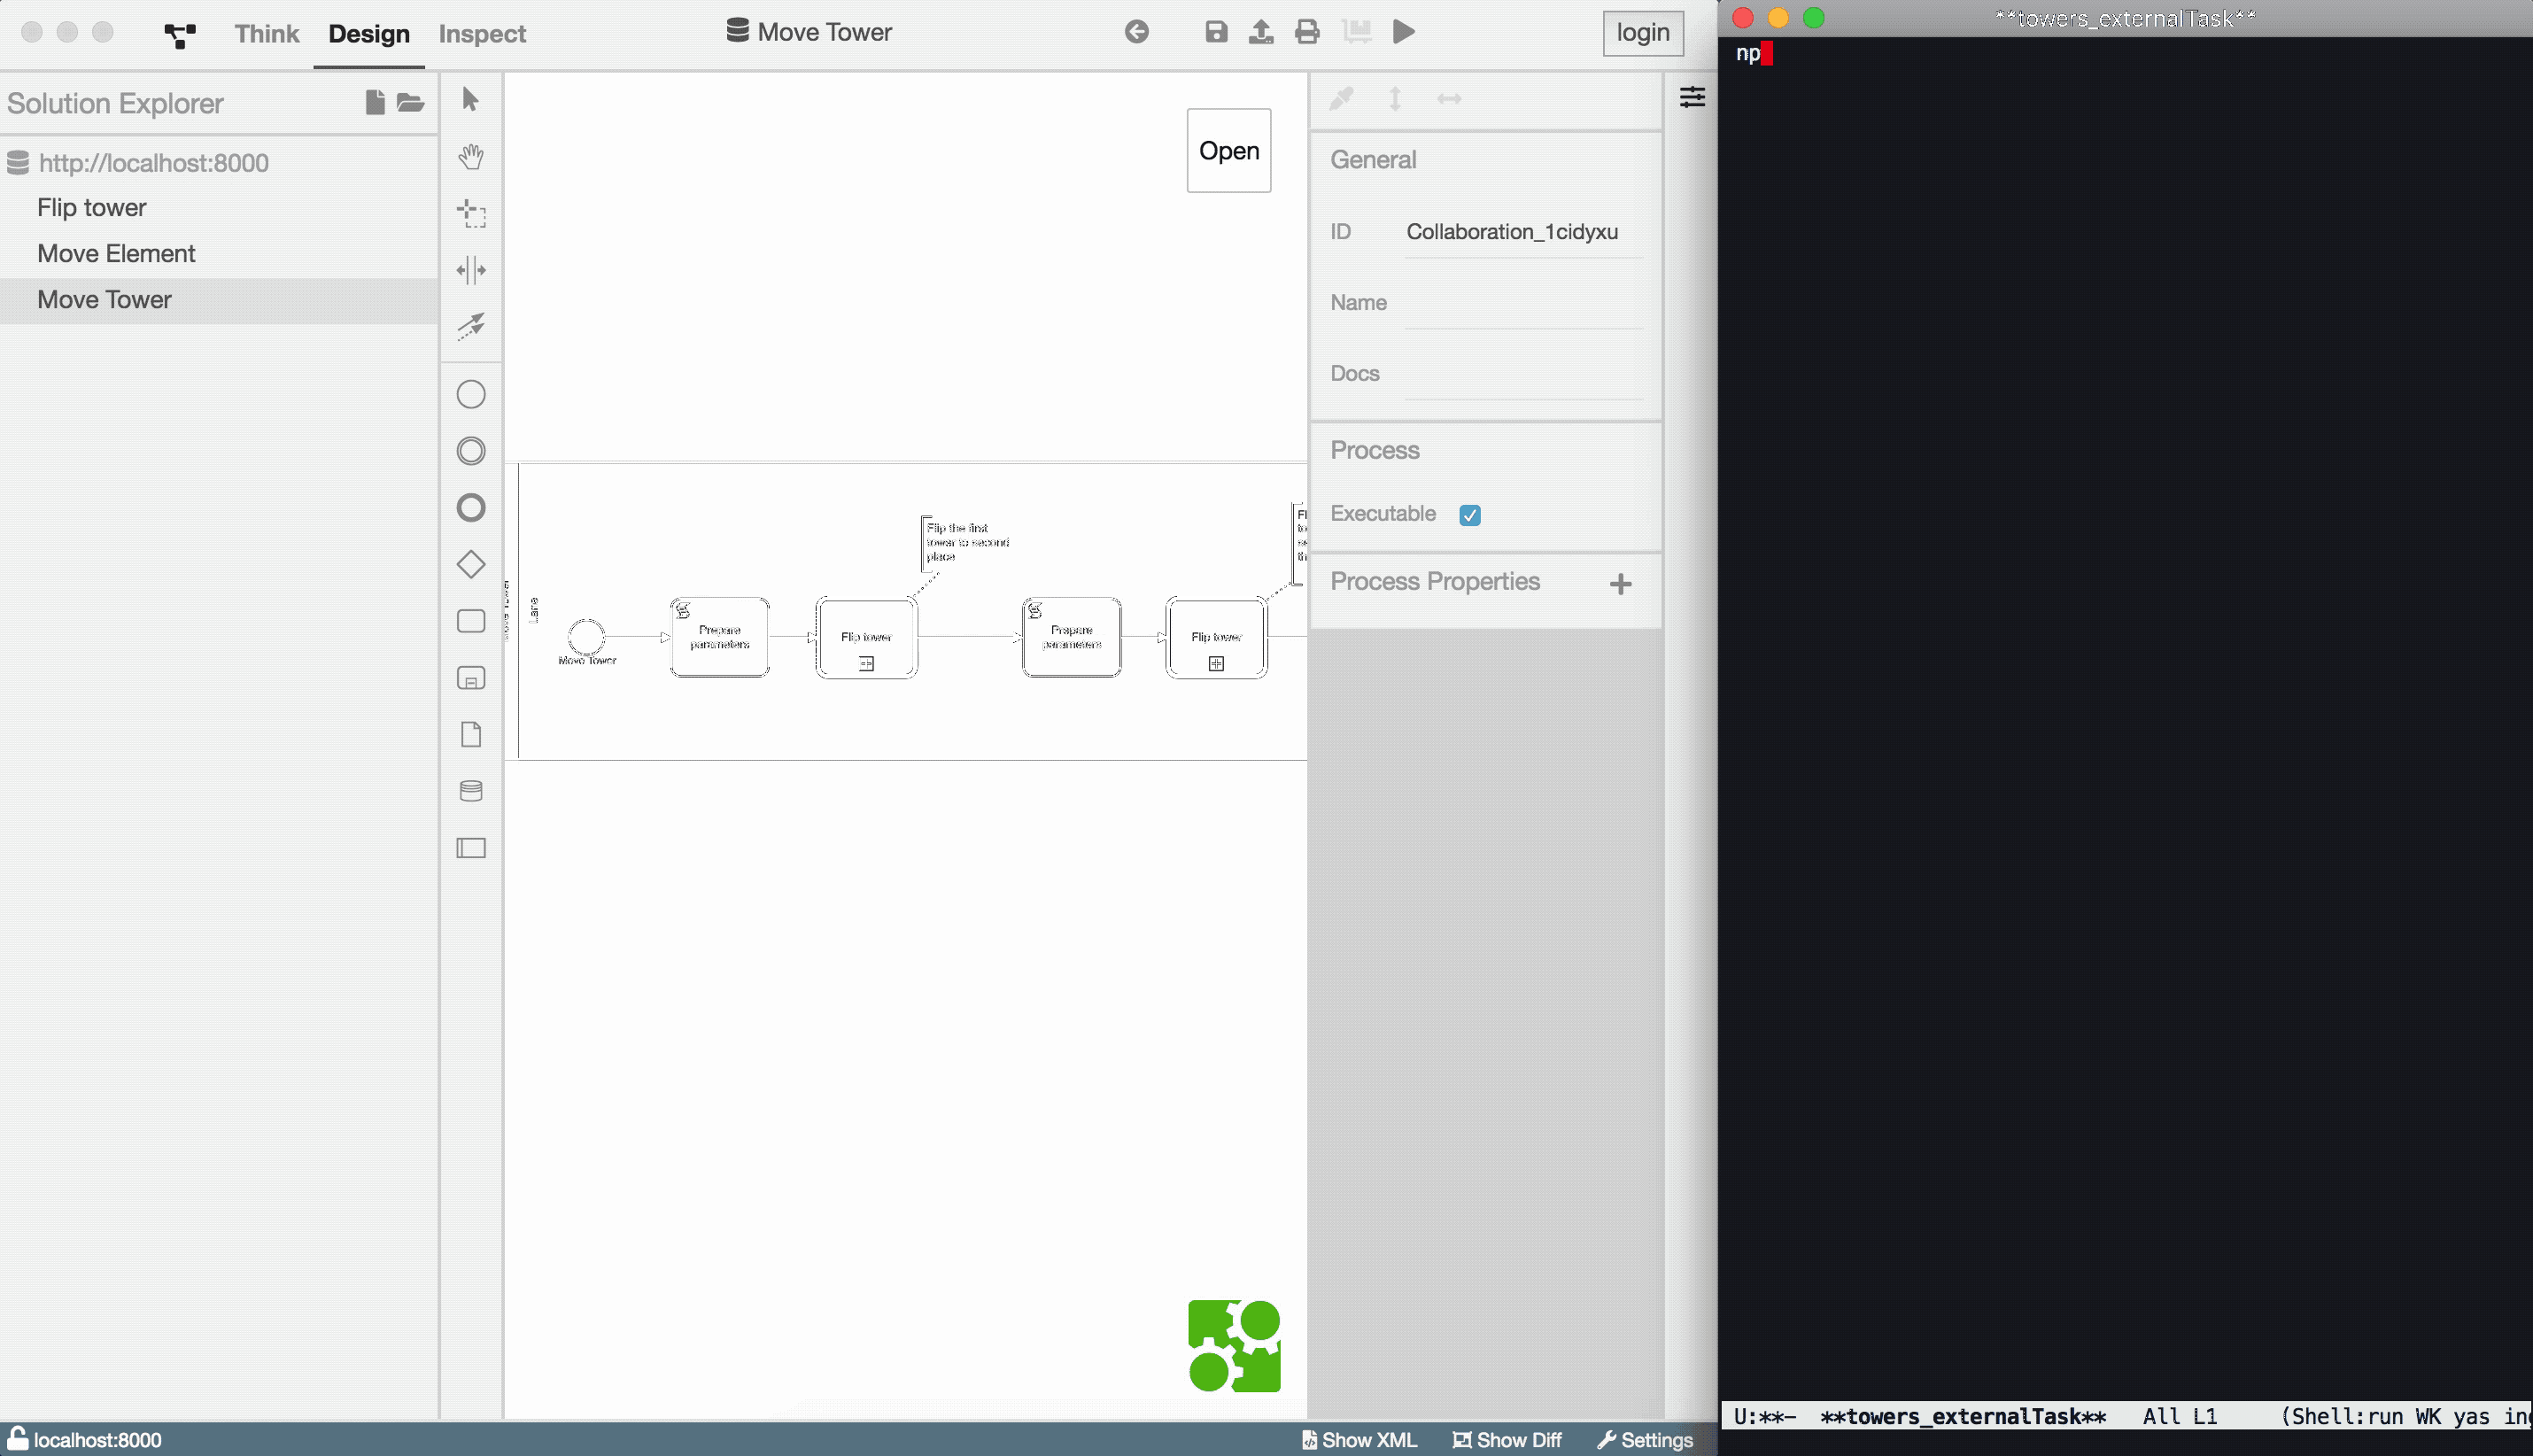 Think
Design
Inspect
Move Tower
login
Solution Explorer
http://localhost:8000
Flip tower
Move Element
Move Tower
Open
Flip the first
tower to second
place
Lane
Move Tower
Prepare
parameters
Flip tower
Prepare
parameters
Flip tower
General
ID
Collaboration_1cidyxu
Name
Docs
Process
Executable
Process Properties
localhost:8000
Show XML
Show Diff
Settings
**towers_externalTask**
np
U:**-  **towers_externalTask**   All L1   (Shell:run WK yas in